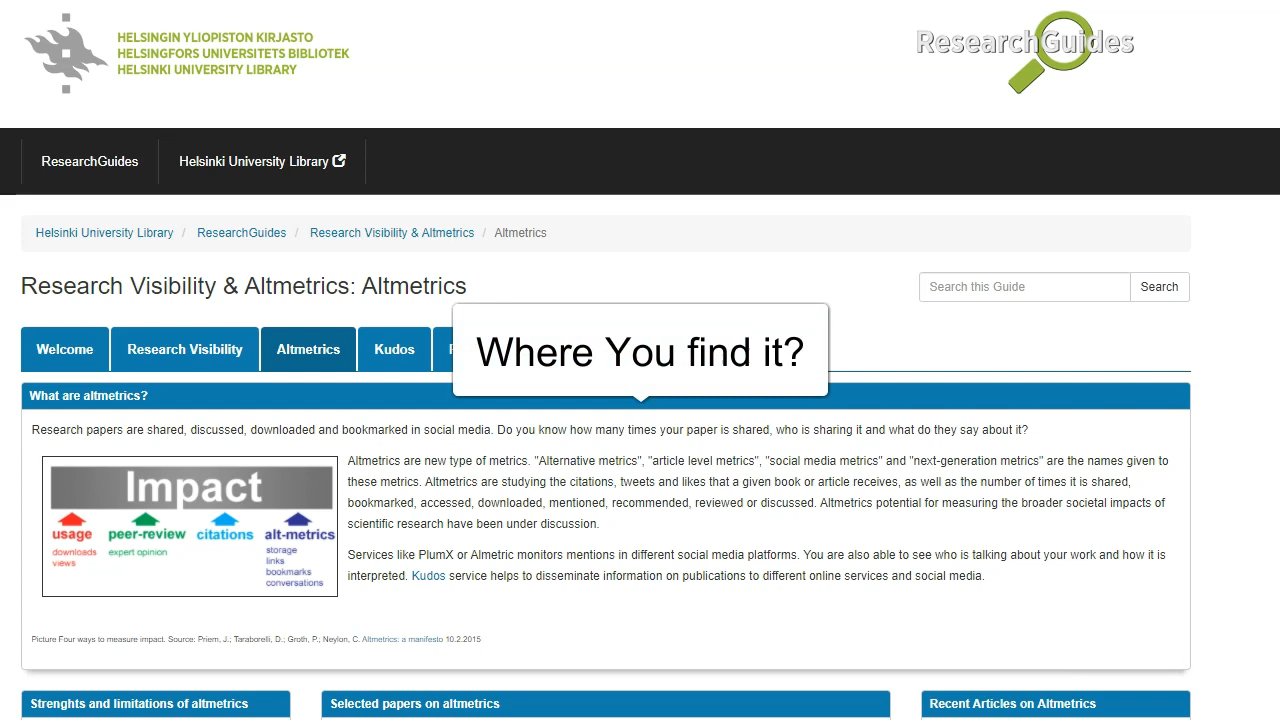 HELSINGIN YLIOPISTON KIRJASTO
HELSINGFORS UNIVERSITETS BIBLIOTEK
HELSINKI UNIVERSITY LIBRARY
ResearchGuides
ResearchGuides
Helsinki University Library
Helsinki University Library / ResearchGuides / Research Visibility & Altmetrics / Altmetrics
Research Visibility & Altmetrics: Altmetrics
Search this Guide
Search
Welcome
Research Visibility
Altmetrics
Kudos
Where You find it?
What are altmetrics?
Research papers are shared, discussed, downloaded and bookmarked in social media. Do you know how many times your paper is shared, who is sharing it and what do they say about it?
Impact
usage
downloads
views
peer-review
expert opinion
citations
alt-metrics
storage
links
bookmarks
conversations
Altmetrics are new type of metrics. "Alternative metrics", "article level metrics", "social media metrics" and "next-generation metrics" are the names given to
these metrics. Altmetrics are studying the citations, tweets and likes that a given book or article receives, as well as the number of times it is shared,
bookmarked, accessed, downloaded, mentioned, recommended, reviewed or discussed. Altmetrics potential for measuring the broader societal impacts of
scientific research have been under discussion.
Services like PlumX or Almetric monitors mentions in different social media platforms. You are also able to see who is talking about your work and how it is
interpreted. Kudos service helps to disseminate information on publications to different online services and social media.
Picture Four ways to measure impact. Source: Priem, J.; Taraborelli, D.; Groth, P.; Neylon, C. Altmetrics: a manifesto 10.2.2015
Strenghts and limitations of altmetrics
Selected papers on altmetrics
Recent Articles on Altmetrics